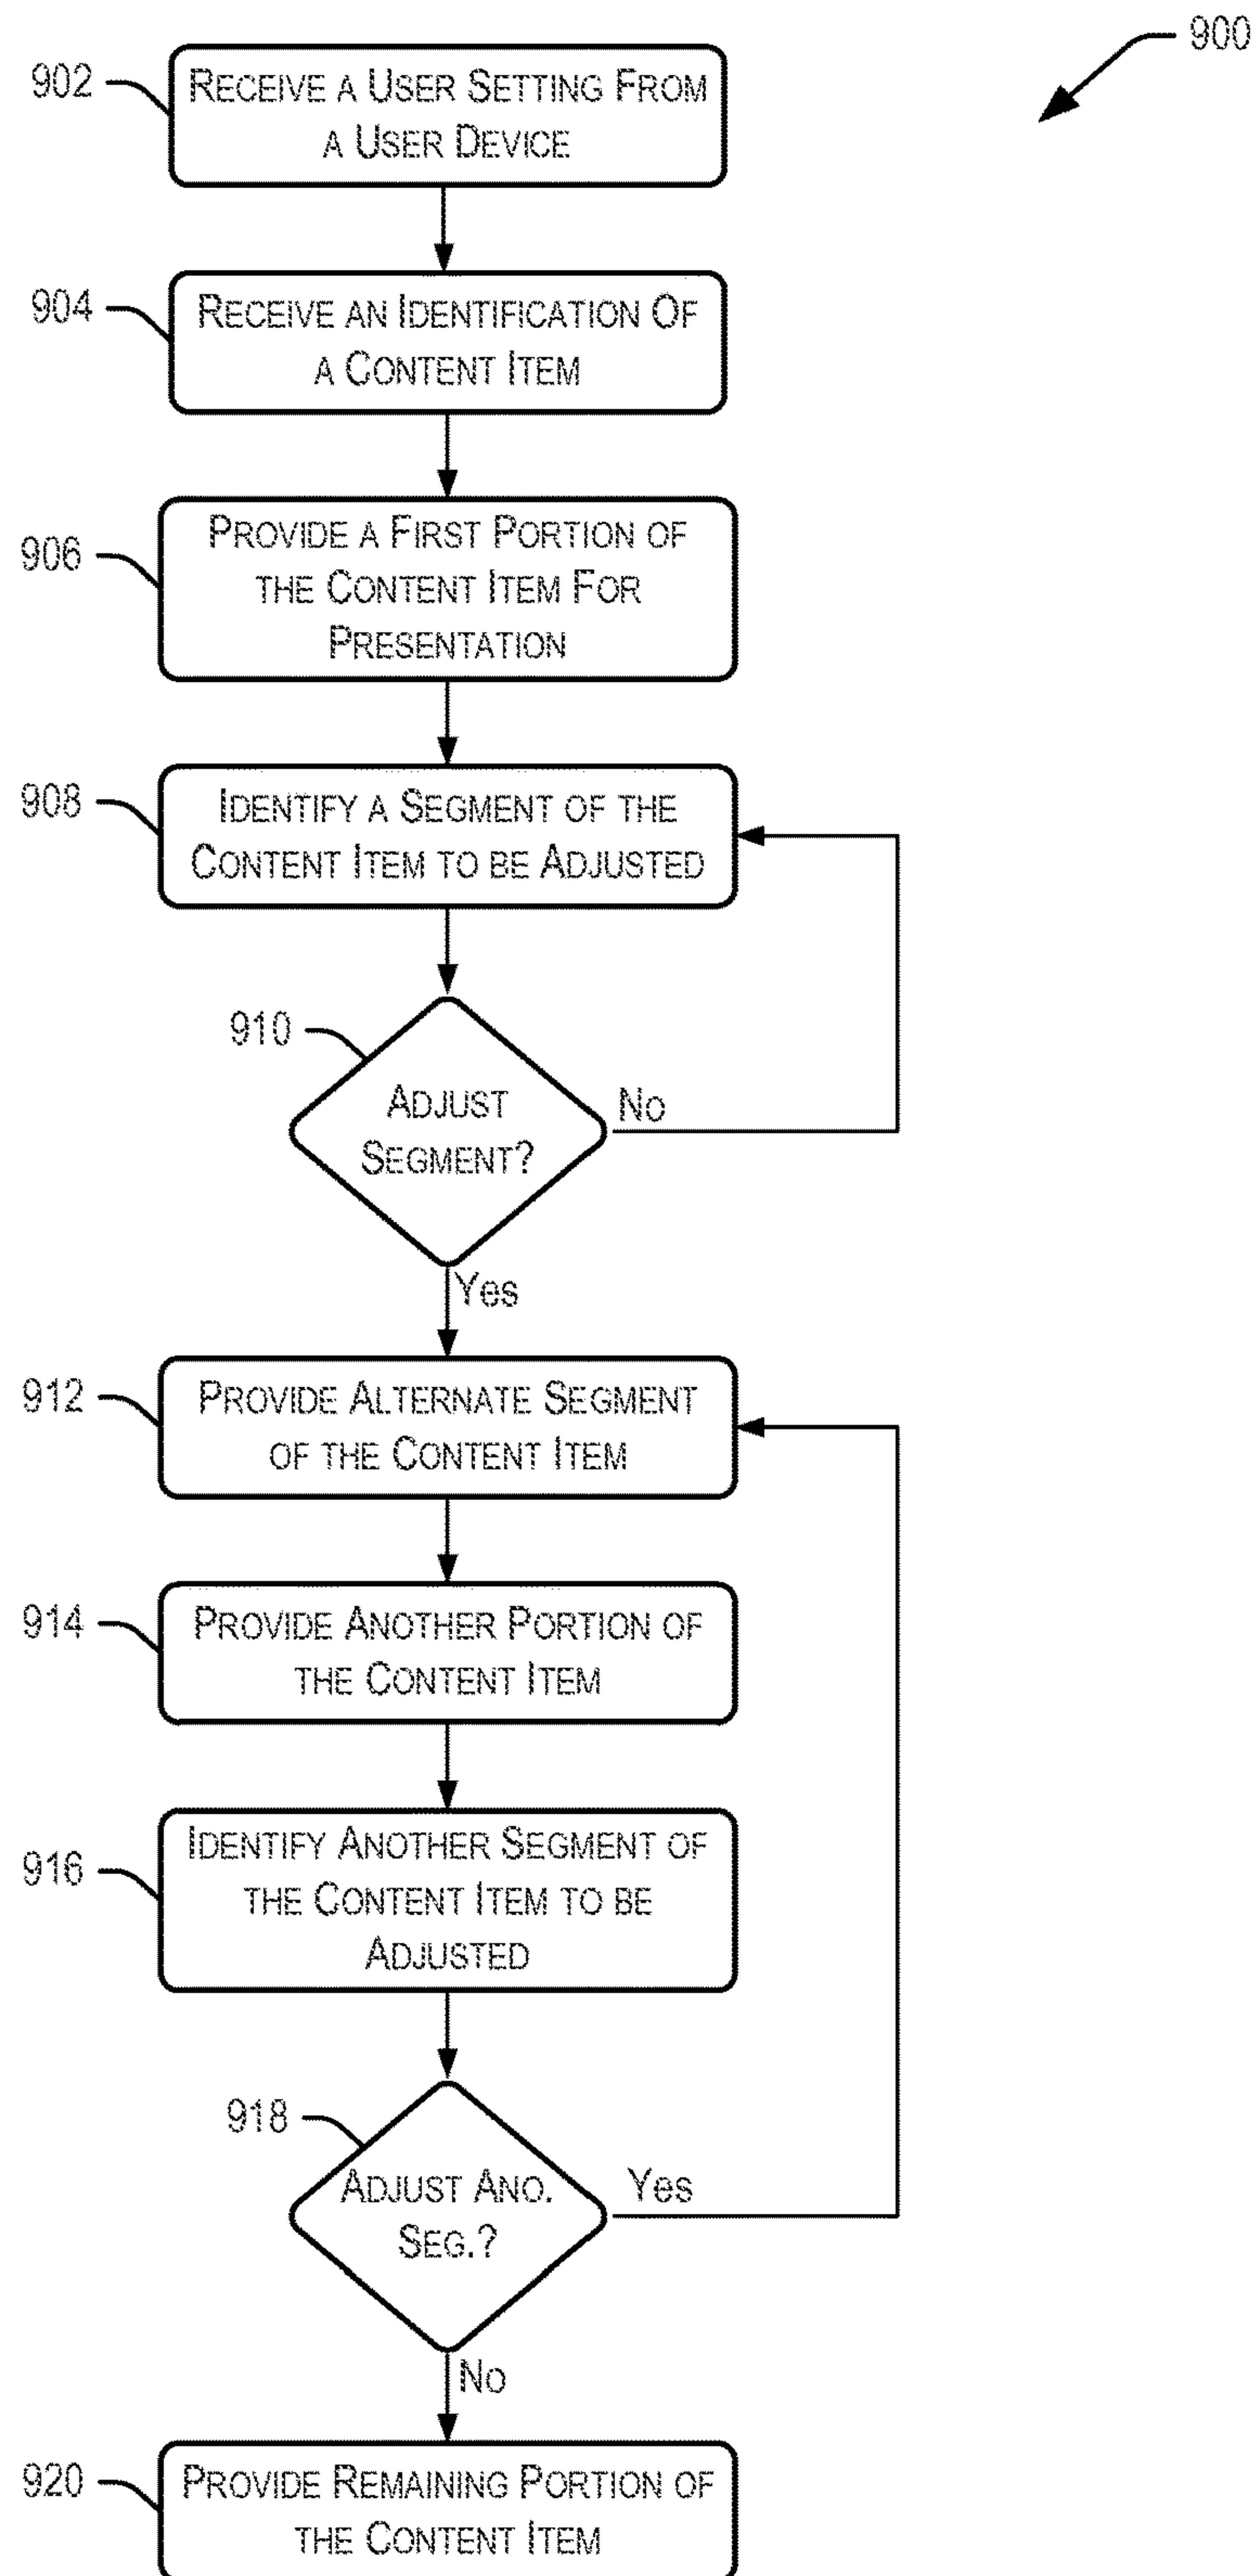 900
902
RECEIVE A USER SETTING FROM
A USER DEVICE
904
RECEIVE AN IDENTIFICATION OF
A CONTENT ITEM
906
PROVIDE A FIRST PORTION OF
THE CONTENT ITEM FOR
PRESENTATION
908
IDENTIFY A SEGMENT OF THE
CONTENT ITEM TO BE ADJUSTED
910
ADJUST
SEGMENT?
No
Yes
912
PROVIDE ALTERNATE SEGMENT
OF THE CONTENT ITEM
914
PROVIDE ANOTHER PORTION OF
THE CONTENT ITEM
916
IDENTIFY ANOTHER SEGMENT OF
THE CONTENT ITEM TO BE
ADJUSTED
918
ADJUST ANO.
SEG.?
Yes
No
920
PROVIDE REMAINING PORTION OF
THE CONTENT ITEM